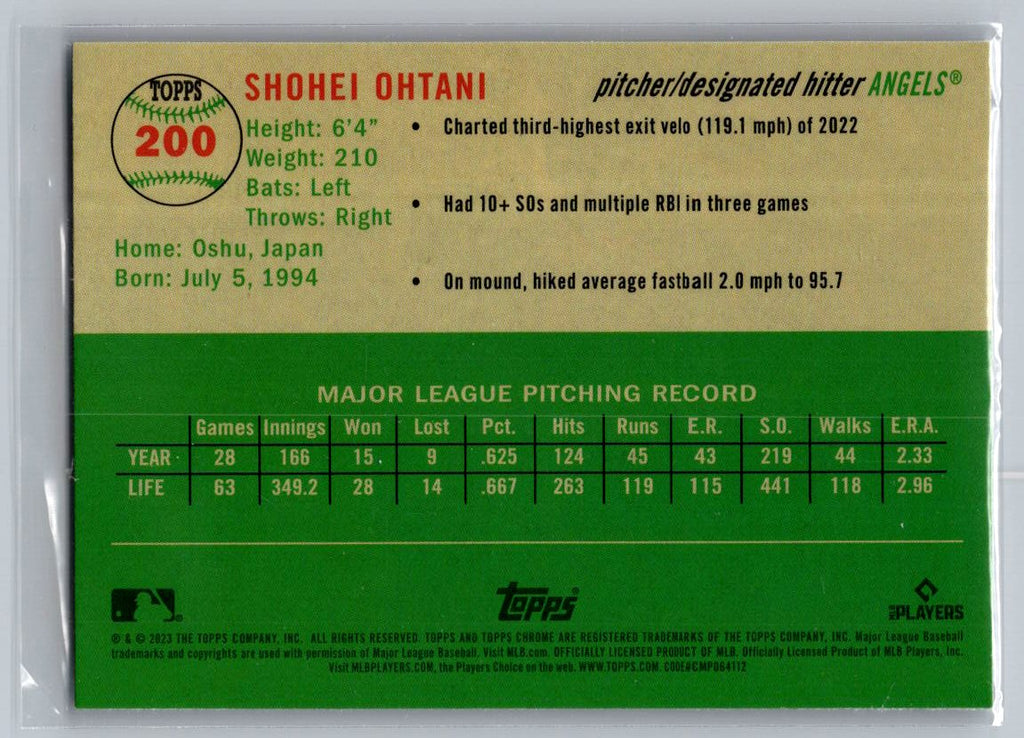 TOPPS
200
SHOHEI OHTANI
pitcher/designated hitter ANGELS®
Height: 6'4"
Weight: 210
Bats: Left
Throws: Right
Home: Oshu, Japan
Born: July 5, 1994
• Charted third-highest exit velo (119.1 mph) of 2022
• Had 10+ SOs and multiple RBI in three games
• On mound, hiked average fastball 2.0 mph to 95.7
MAJOR LEAGUE PITCHING RECORD
Games Innings Won Lost Pct. Hits Runs E.R. S.O. Walks E.R.A.
YEAR 28 166 15 9 .625 124 45 43 219 44 2.33
LIFE 63 349.2 28 14 .667 263 119 115 441 118 2.96
Topps®
MLB PLAYERS
® & © 2023 THE TOPPS COMPANY, INC. ALL RIGHTS RESERVED. TOPPS AND TOPPS CHROME ARE REGISTERED TRADEMARKS OF THE TOPPS COMPANY, INC. Major League Baseball
trademarks and copyrights are used with permission of Major League Baseball. Visit MLB.com. OFFICIALLY LICENSED PRODUCT OF MLB. Officially Licensed Product of MLB Players, Inc.
Visit MLBPLAYERS.COM, the Players Choice on the web. WWW.TOPPS.COM. CODE#CMP064112